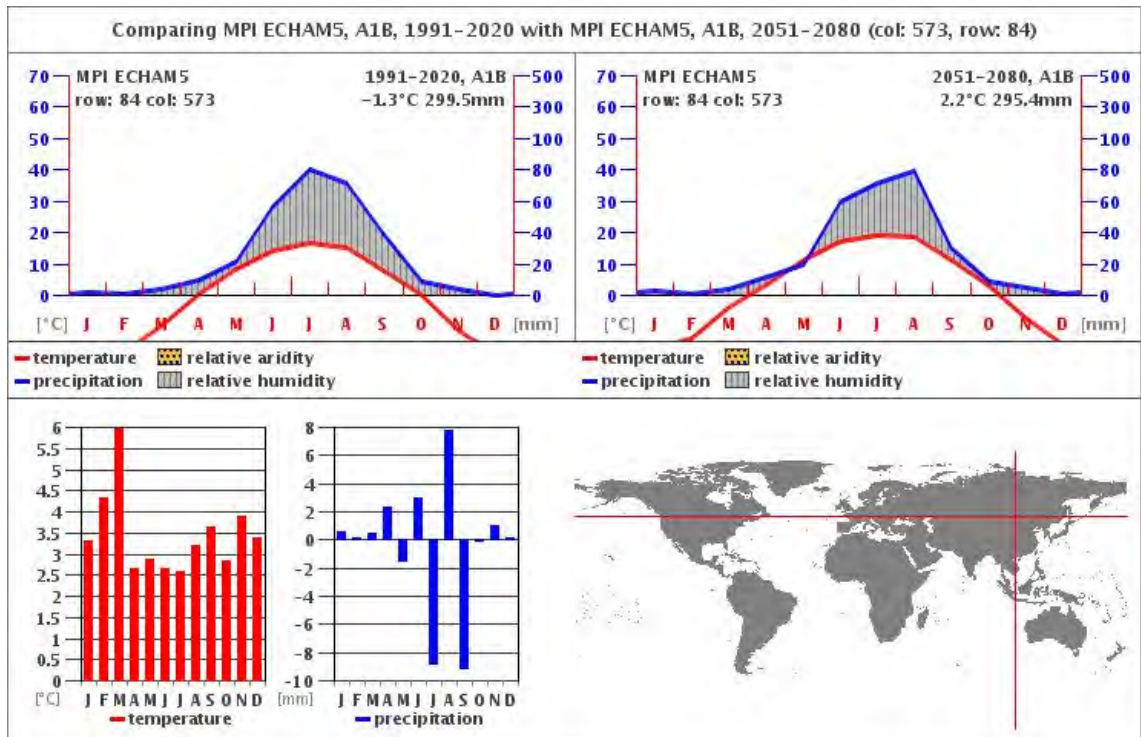 Comparing MPI ECHAM5, A1B, 1991-2020 with MPI ECHAM5, A1B, 2051-2080 (col: 573, row: 84)
MPI ECHAM5 1991-2020, A1B
row: 84 col: 573 -1.3°C 299.5mm
70 500
60 300
50 100
40 80
30 60
20 40
10 20
0 0
[°C] J F M A M J J A S O N D [mm]
temperature relative aridity
precipitation relative humidity
MPI ECHAM5 2051-2080, A1B
row: 84 col: 573 2.2°C 295.4mm
70 500
60 300
50 100
40 80
30 60
20 40
10 20
0 0
[°C] J F M A M J J A S O N D [mm]
temperature relative aridity
precipitation relative humidity
6
5.5
5
4.5
4
3.5
3
2.5
2
1.5
1
0.5
0
[°C] J F M A M J J A S O N D
temperature
8
6
4
2
0
-2
-4
-6
-8
-10
[mm] J F M A M J J A S O N D
precipitation